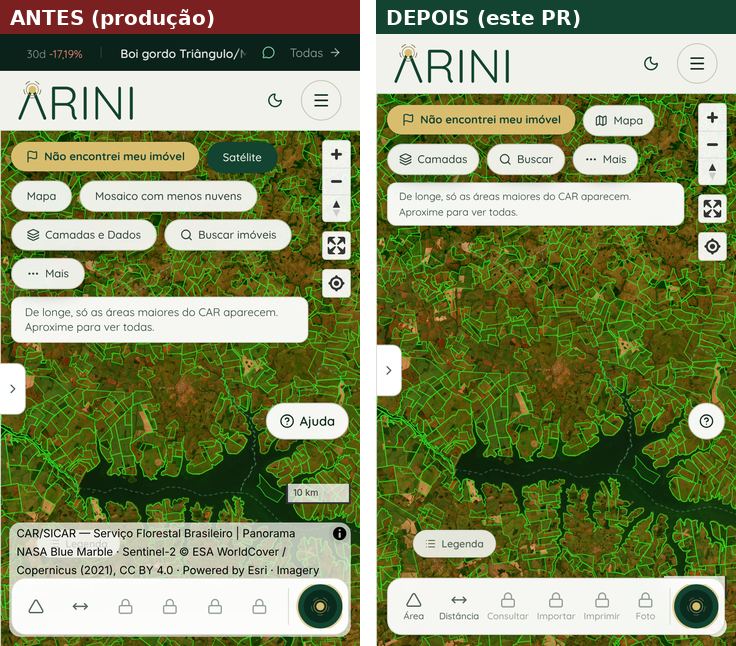 ANTES (produção)
30d -17,19%
Boi gordo Triângulo/M
Todas →
ARINI
Não encontrei meu imóvel
Satélite
Mapa
Mosaico com menos nuvens
Camadas e Dados
Buscar imóveis
Mais
De longe, só as áreas maiores do CAR aparecem.
Aproxime para ver todas.
Ajuda
10 km
CAR/SICAR — Serviço Florestal Brasileiro | Panorama
NASA Blue Marble · Sentinel-2 © ESA WorldCover /
Copernicus (2021), CC BY 4.0 · Powered by Esri · Imagery
DEPOIS (este PR)
ARINI
Não encontrei meu imóvel
Mapa
Camadas
Buscar
Mais
De longe, só as áreas maiores do CAR aparecem.
Aproxime para ver todas.
Legenda
Área
Distância
Consultar
Importar
Imprimir
Foto